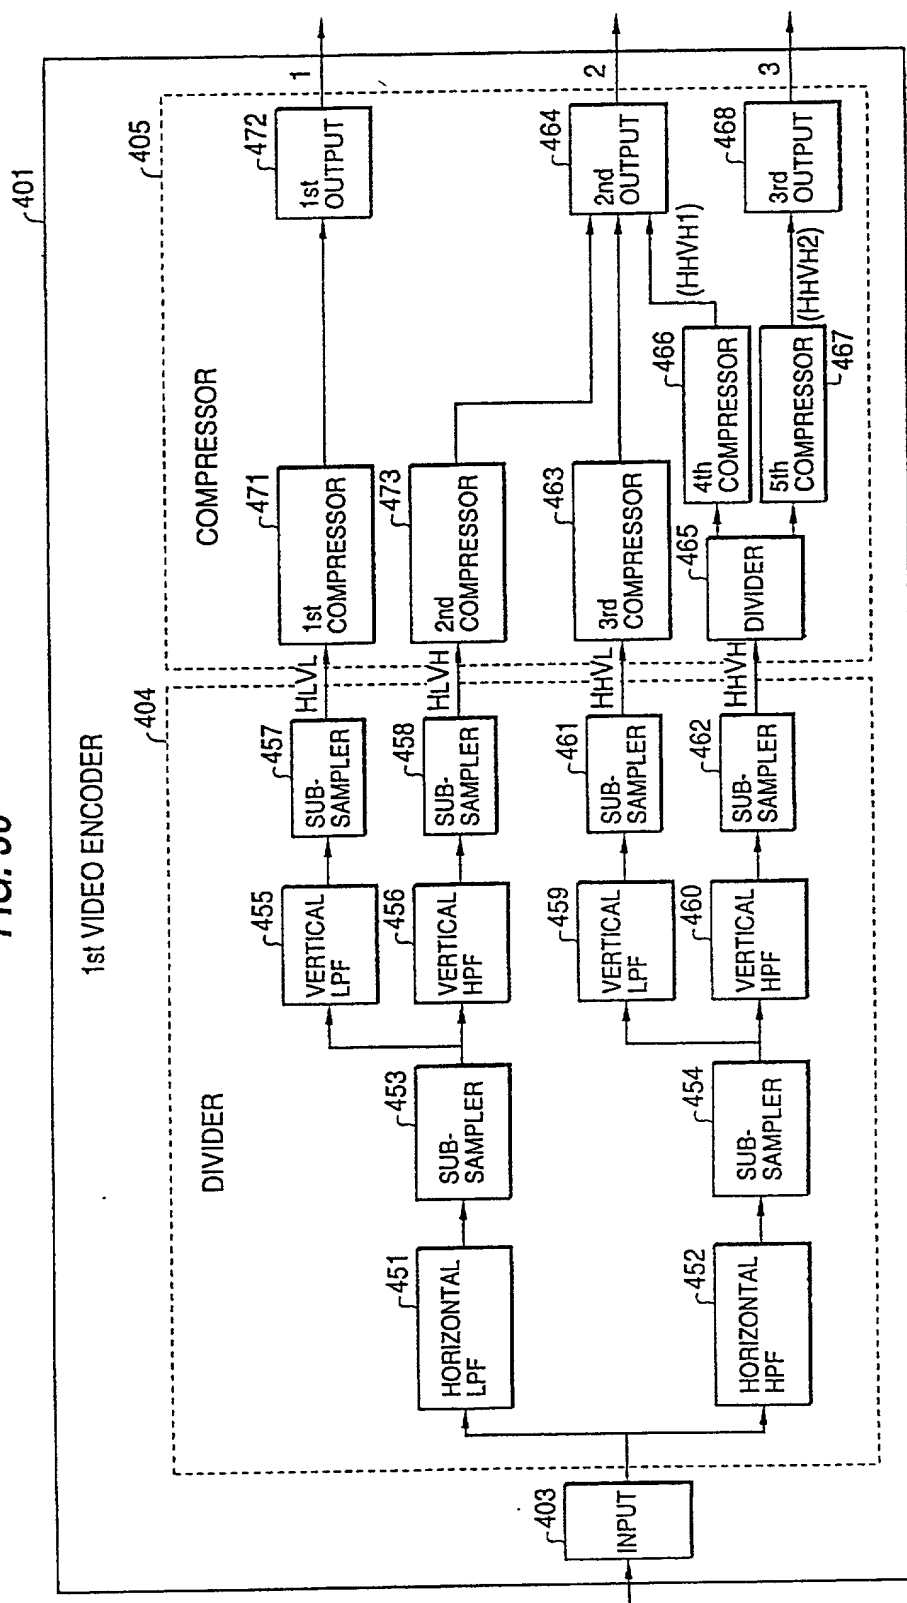 1st VIDEO ENCODER
401
403
INPUT
404
DIVIDER
451
HORIZONTAL
LPF
452
HORIZONTAL
HPF
453
SUB-
SAMPLER
454
SUB-
SAMPLER
455
VERTICAL
LPF
456
VERTICAL
HPF
459
VERTICAL
LPF
460
VERTICAL
HPF
457
SUB-
SAMPLER
458
SUB-
SAMPLER
461
SUB-
SAMPLER
462
SUB-
SAMPLER
HLVL
HLVH
HHVL
HHVH
405
COMPRESSOR
471
1st
COMPRESSOR
473
2nd
COMPRESSOR
463
3rd
COMPRESSOR
465
DIVIDER
466
4th
COMPRESSOR
5th
COMPRESSOR
467
(HHVH1)
(HHVH2)
472
1st
OUTPUT
464
2nd
OUTPUT
468
3rd
OUTPUT
1
2
3